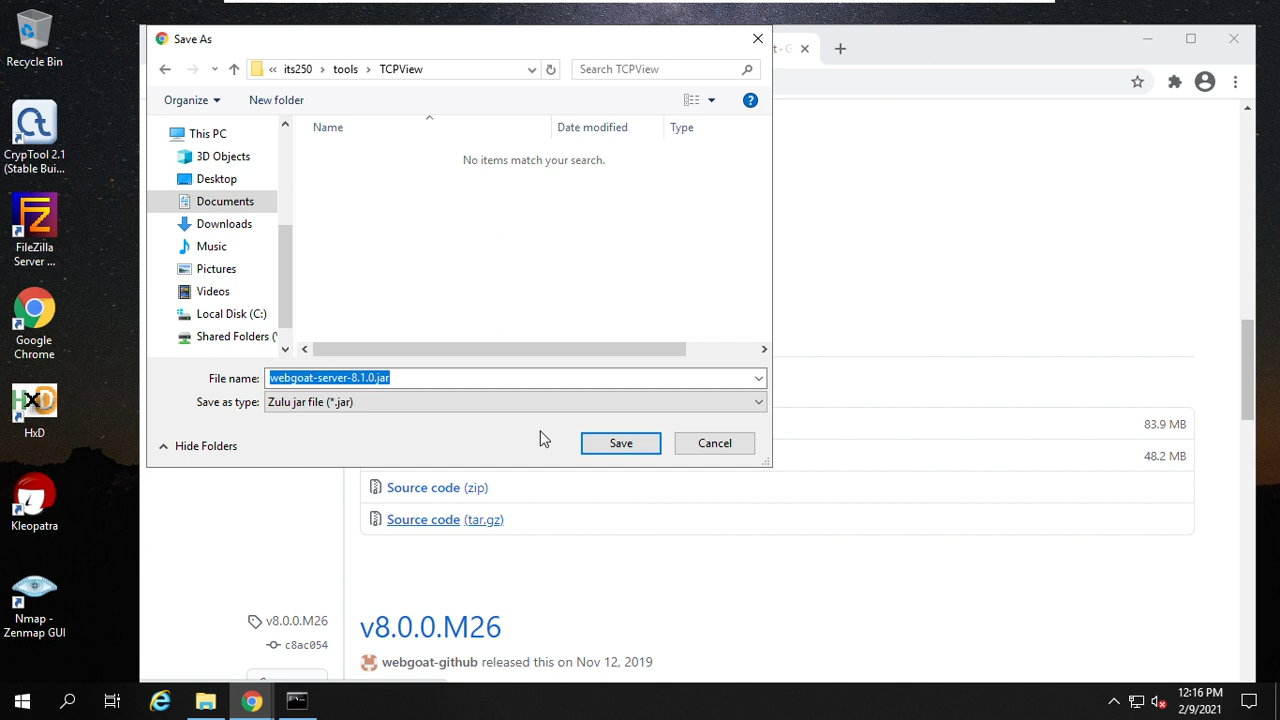 Recycle Bin
CrypTool 2.1
(Stable Bui...
FileZilla
Server ...
Google
Chrome
HxD
Kleopatra
Nmap -
Zenmap GUI
Save As
« its250 > tools > TCPView
Search TCPView
Organize
New folder
Name
Date modified
Type
No items match your search.
This PC
3D Objects
Desktop
Documents
Downloads
Music
Pictures
Videos
Local Disk (C:)
Shared Folders (
File name:
webgoat-server-8.1.0.jar
Save as type:
Zulu jar file (*.jar)
Hide Folders
Save
Cancel
83.9 MB
48.2 MB
Source code (zip)
Source code (tar.gz)
v8.0.0.M26
c8ac054
v8.0.0.M26
webgoat-github released this on Nov 12, 2019
12:16 PM
2/9/2021